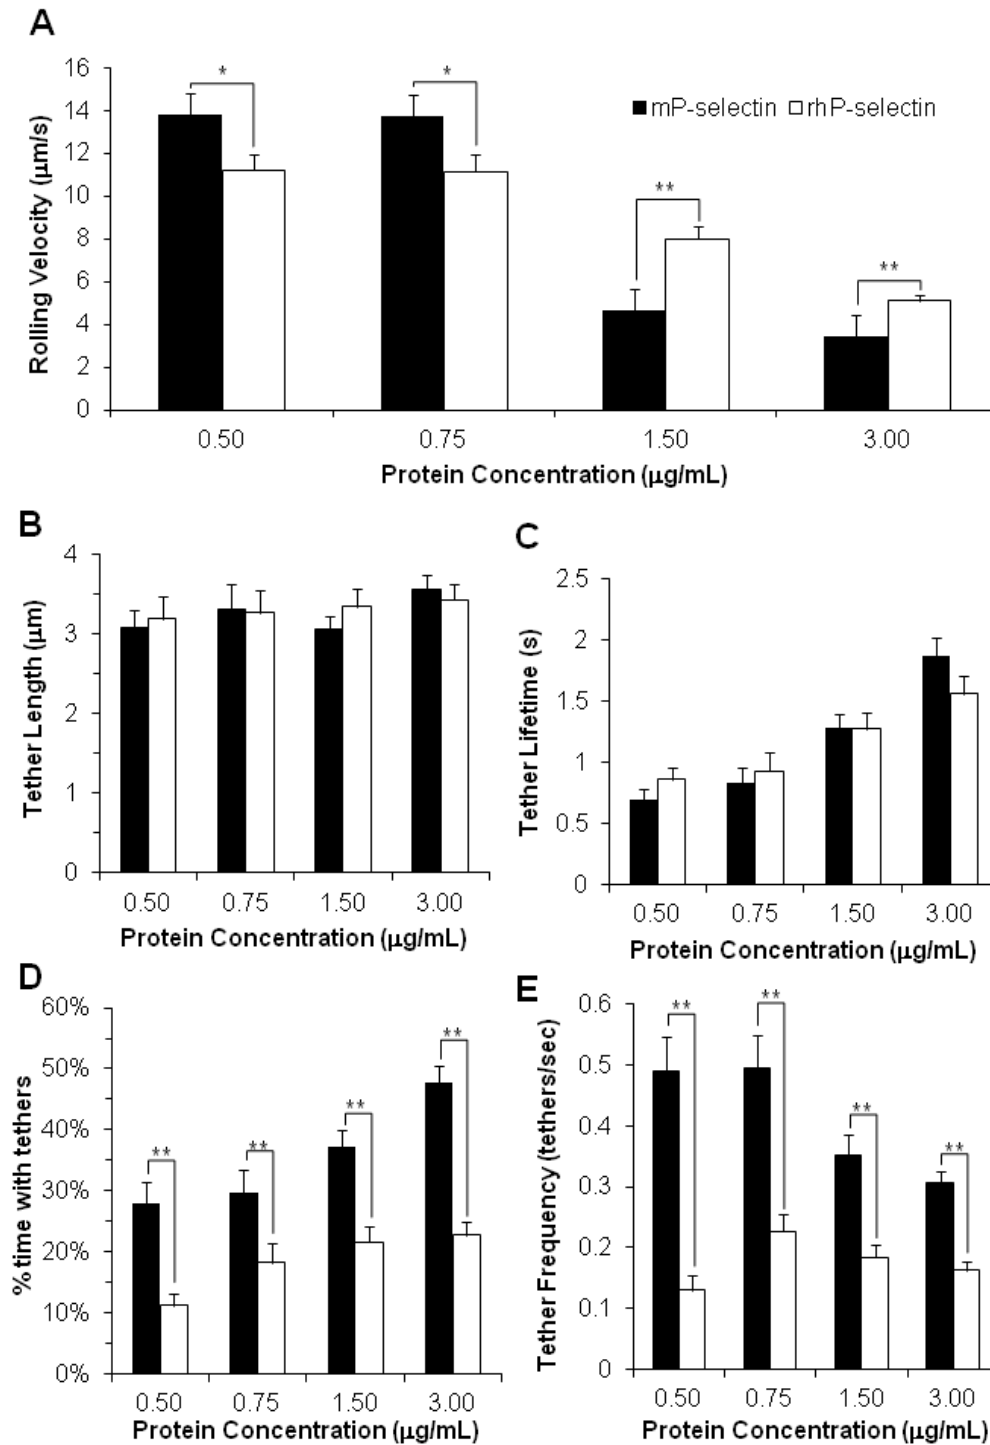 A
16
14
12
10
8
6
4
2
0
Rolling Velocity (µm/s)
* * ** **
■mP-selectin □rhP-selectin
0.50 0.75 1.50 3.00
Protein Concentration (µg/mL)
B
4
3
2
1
0
Tether Length (µm)
0.50 0.75 1.50 3.00
Protein Concentration (µg/mL)
C
2.5
2
1.5
1
0.5
0
Tether Lifetime (s)
0.50 0.75 1.50 3.00
Protein Concentration (µg/mL)
D
60%
50%
40%
30%
20%
10%
0%
% time with tethers
** ** ** **
0.50 0.75 1.50 3.00
Protein Concentration (µg/mL)
E
0.6
0.5
0.4
0.3
0.2
0.1
0
Tether Frequency (tethers/sec)
** ** ** **
0.50 0.75 1.50 3.00
Protein Concentration (µg/mL)